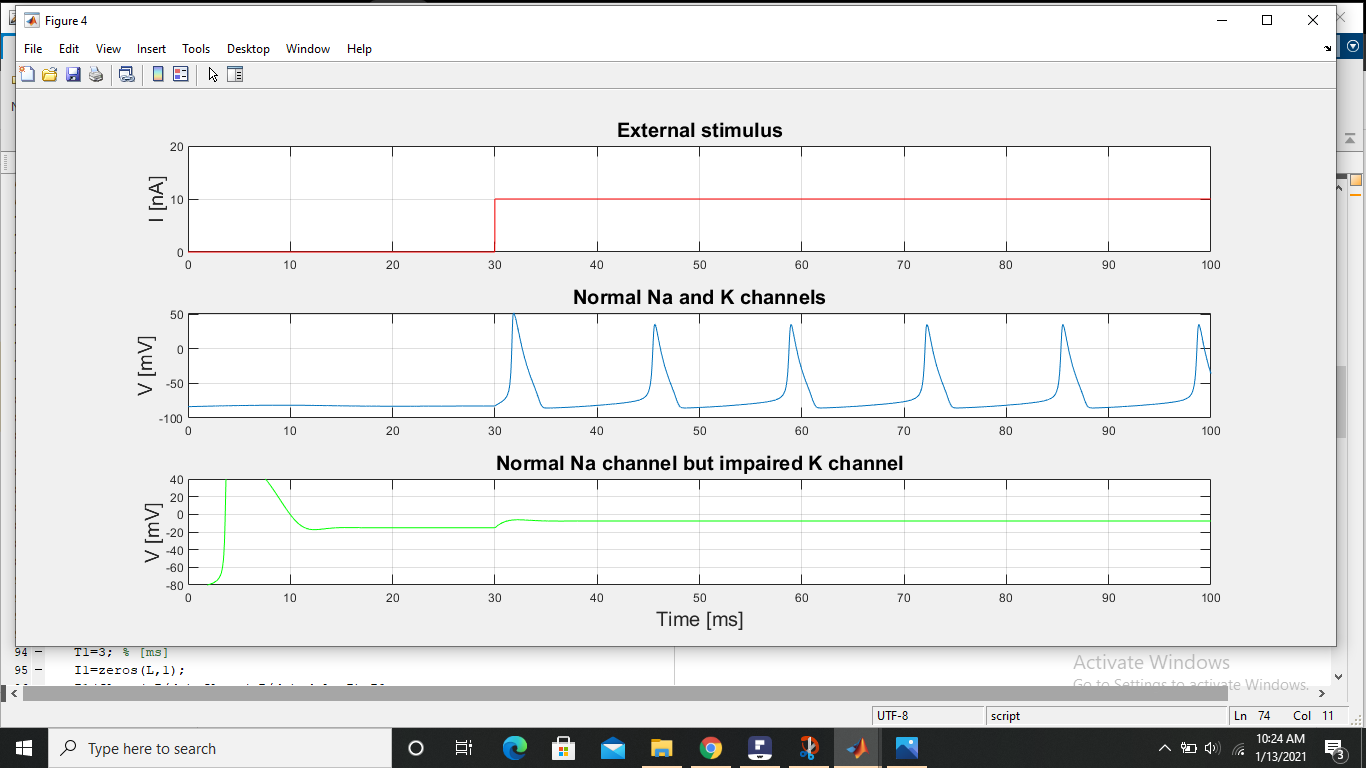 Figure 4
File Edit View Insert Tools Desktop Window Help
External stimulus
20
10
0
I [nA]
0 10 20 30 40 50 60 70 80 90 100
Normal Na and K channels
50
0
-50
-100
V [mV]
0 10 20 30 40 50 60 70 80 90 100
Normal Na channel but impaired K channel
40
20
0
-20
-40
-60
-80
V [mV]
0 10 20 30 40 50 60 70 80 90 100
Time [ms]
94 – T1=3; % [ms]
95 – I1=zeros(L,1);
Activate Windows
Go to Settings to activate Windows.
UTF-8 script Ln 74 Col 11
Type here to search
10:24 AM
1/13/2021
3